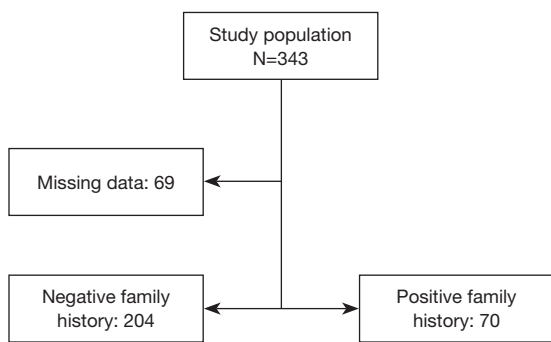 Study population
N=343
Missing data: 69
Negative family
history: 204
Positive family
history: 70